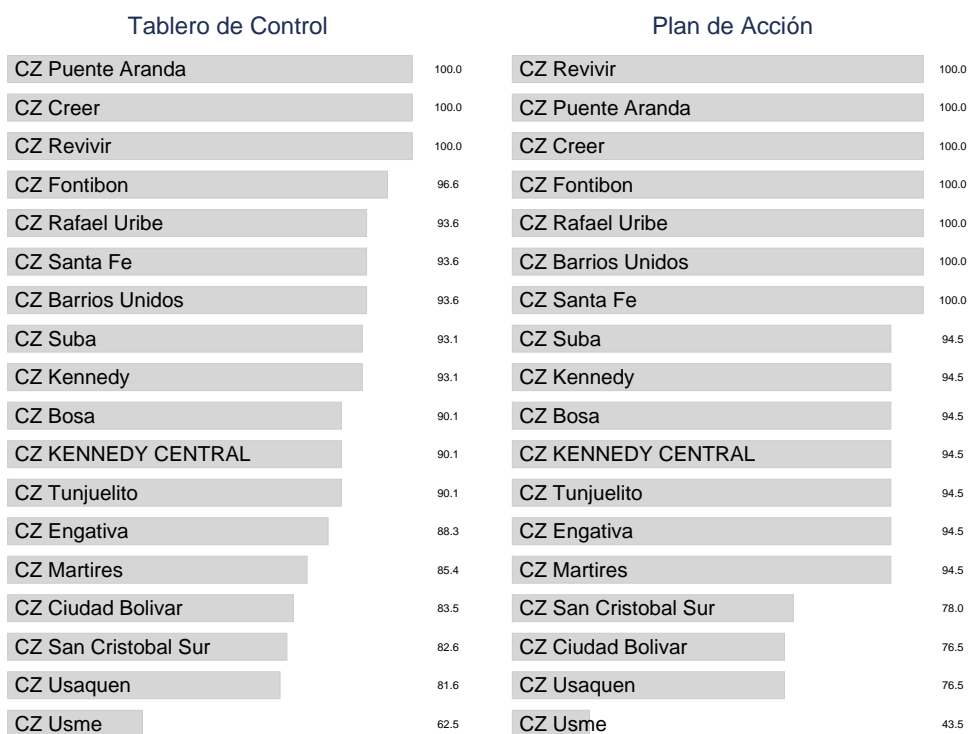 Tablero de Control
CZ Puente Aranda 100.0
CZ Creer 100.0
CZ Revivir 100.0
CZ Fontibon 96.6
CZ Rafael Uribe 93.6
CZ Santa Fe 93.6
CZ Barrios Unidos 93.6
CZ Suba 93.1
CZ Kennedy 93.1
CZ Bosa 90.1
CZ KENNEDY CENTRAL 90.1
CZ Tunjuelito 90.1
CZ Engativa 88.3
CZ Martires 85.4
CZ Ciudad Bolivar 83.5
CZ San Cristobal Sur 82.6
CZ Usaquen 81.6
CZ Usme 62.5
Plan de Acción
CZ Revivir 100.0
CZ Puente Aranda 100.0
CZ Creer 100.0
CZ Fontibon 100.0
CZ Rafael Uribe 100.0
CZ Barrios Unidos 100.0
CZ Santa Fe 100.0
CZ Suba 94.5
CZ Kennedy 94.5
CZ Bosa 94.5
CZ KENNEDY CENTRAL 94.5
CZ Tunjuelito 94.5
CZ Engativa 94.5
CZ Martires 94.5
CZ San Cristobal Sur 78.0
CZ Ciudad Bolivar 76.5
CZ Usaquen 76.5
CZ Usme 43.5